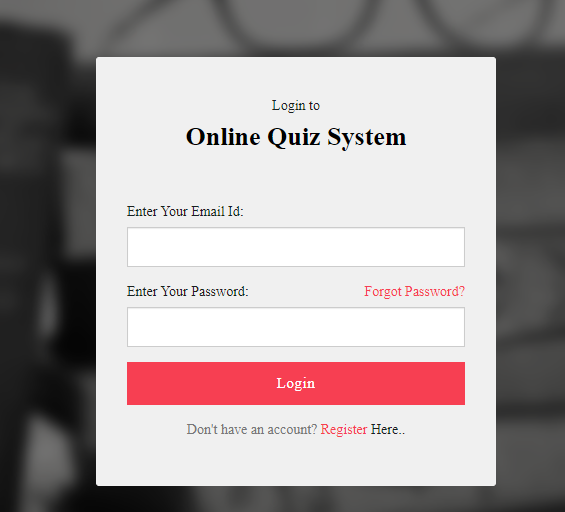 Login to
Online Quiz System
Enter Your Email Id:
Enter Your Password: Forgot Password?
Login
Don't have an account? Register Here..